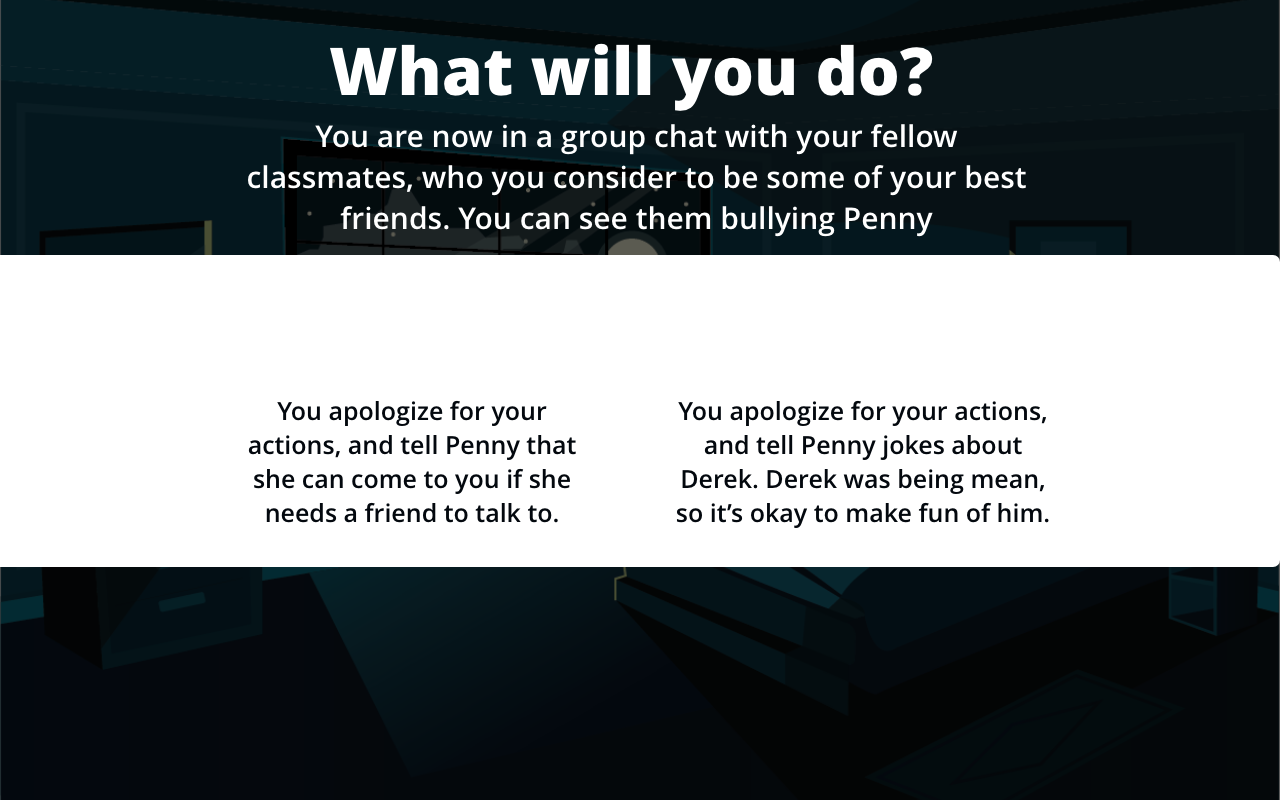 What will you do?
You are now in a group chat with your fellow
classmates, who you consider to be some of your best
friends. You can see them bullying Penny
You apologize for your
actions, and tell Penny that
she can come to you if she
needs a friend to talk to.
You apologize for your actions,
and tell Penny jokes about
Derek. Derek was being mean,
so it’s okay to make fun of him.